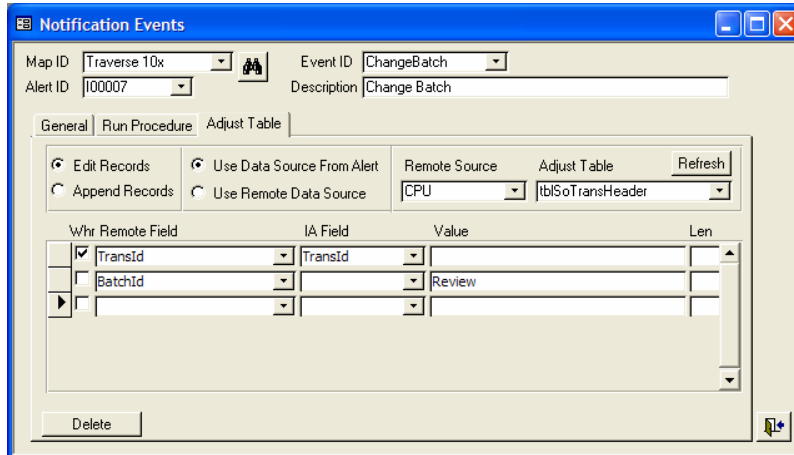 Notification Events
Map ID Traverse 10x Event ID ChangeBatch
Alert ID I00007 Description Change Batch
General Run Procedure Adjust Table
Edit Records Use Data Source From Alert Remote Source Adjust Table Refresh
Append Records Use Remote Data Source CPU tblSoTransHeader
Whr Remote Field IA Field Value Len
TransId TransId
BatchId Review
Delete